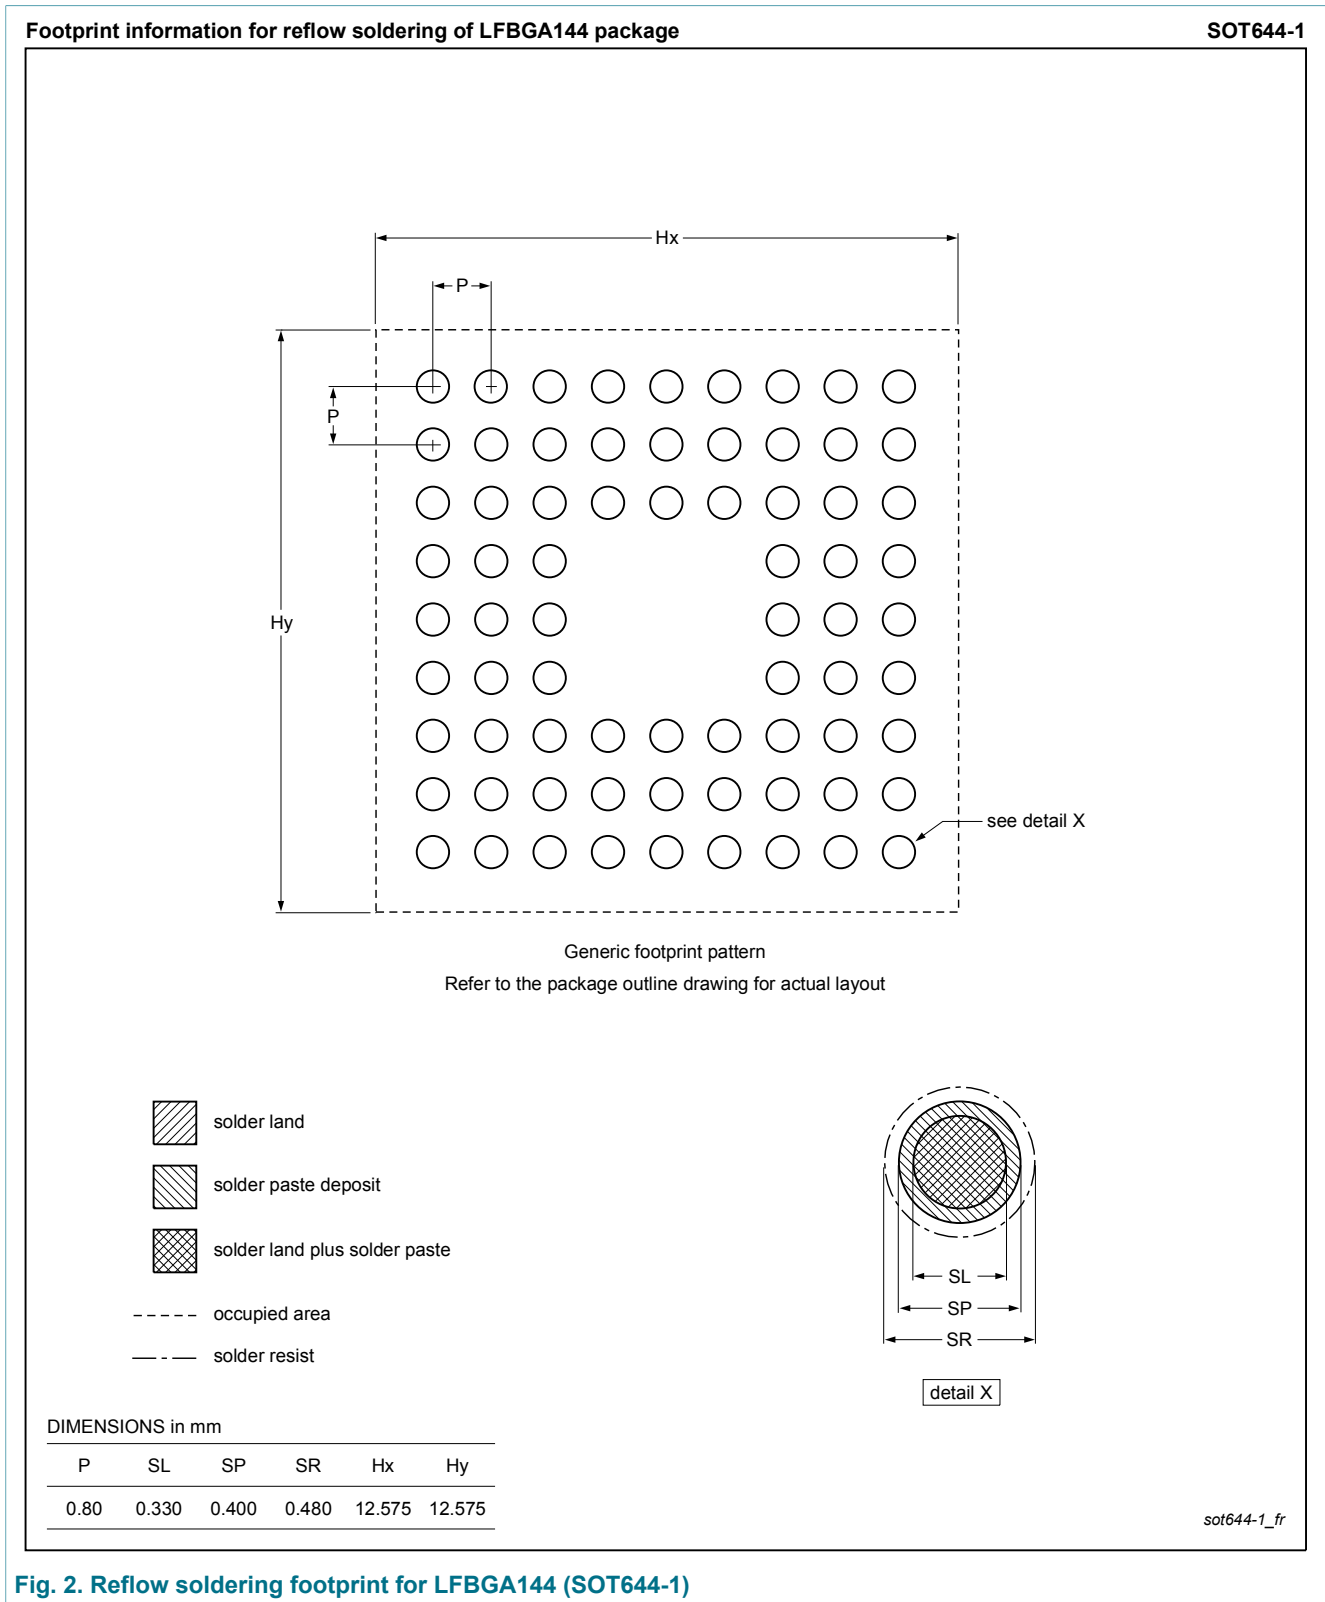 Footprint information for reflow soldering of LFBGA144 package SOT644-1
Hx
P
P
Hy
see detail X
Generic footprint pattern
Refer to the package outline drawing for actual layout
solder land
solder paste deposit
solder land plus solder paste
occupied area
solder resist
SL
SP
SR
detail X
DIMENSIONS in mm
P SL SP SR Hx Hy
0.80 0.330 0.400 0.480 12.575 12.575
sot644-1_fr
Fig. 2. Reflow soldering footprint for LFBGA144 (SOT644-1)